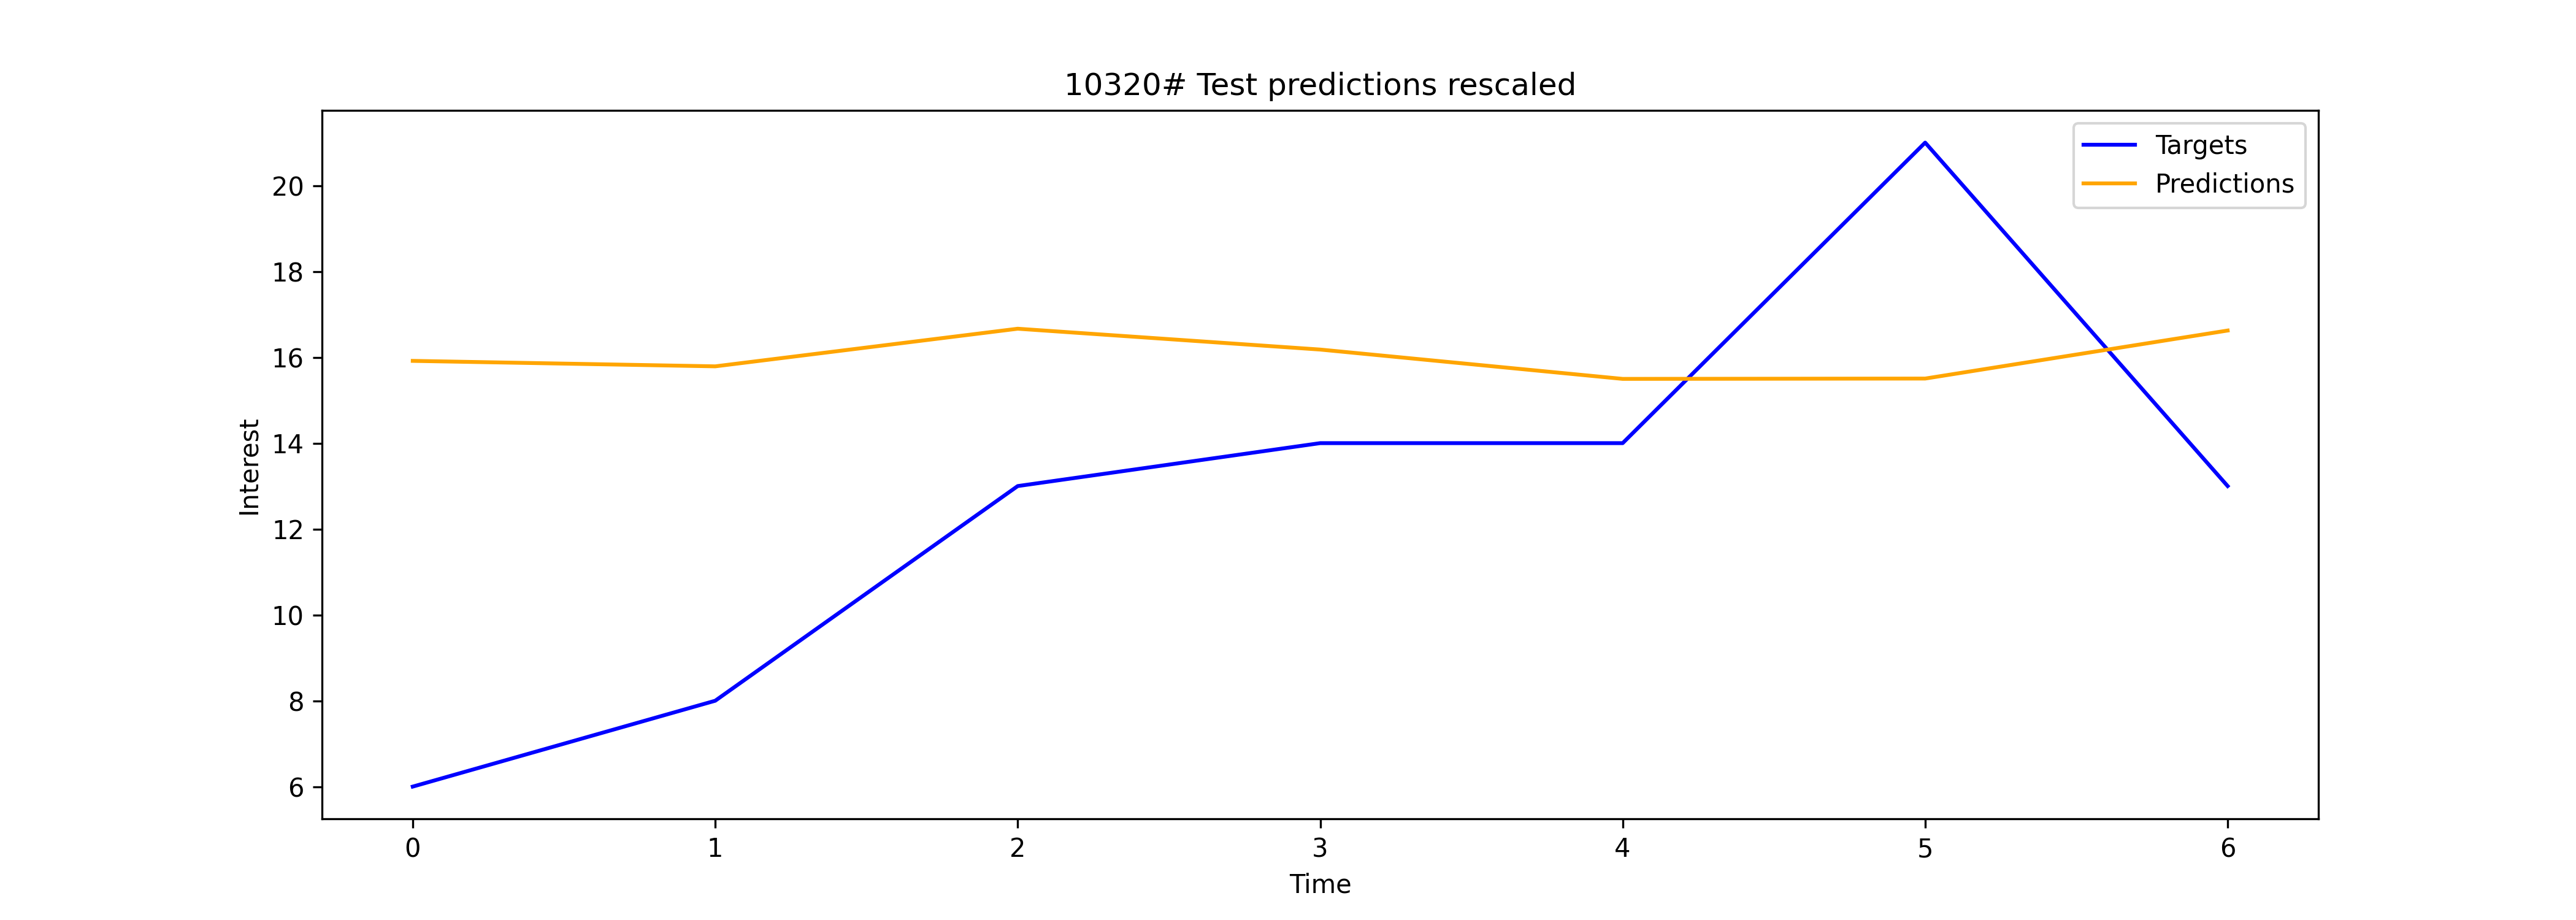 10320# Test predictions rescaled
Targets
Predictions
Interest
20
18
16
14
12
10
8
6
0 1 2 3 4 5 6
Time